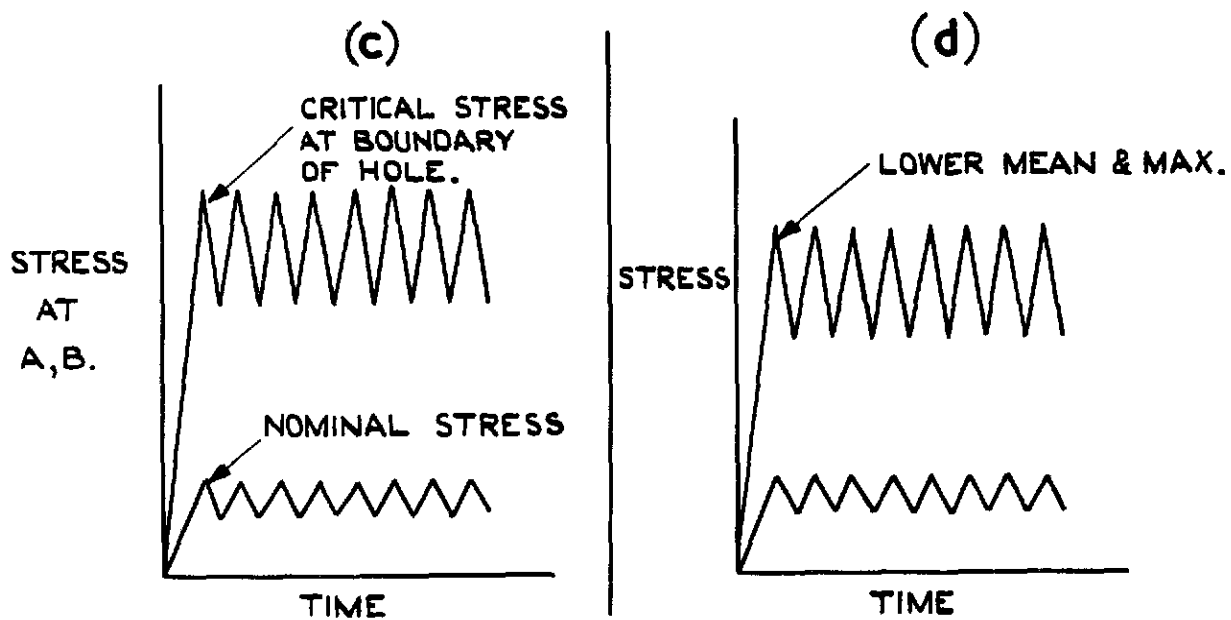 (c)
CRITICAL STRESS
AT BOUNDARY
OF HOLE.
STRESS
AT
A,B.
NOMINAL STRESS
TIME
(d)
LOWER MEAN & MAX.
STRESS
TIME